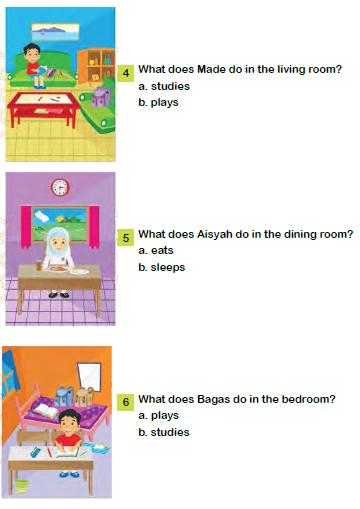 4 What does Made do in the living room?
a. studies
b. plays
5 What does Aisyah do in the dining room?
a. eats
b. sleeps
6 What does Bagas do in the bedroom?
a. plays
b. studies